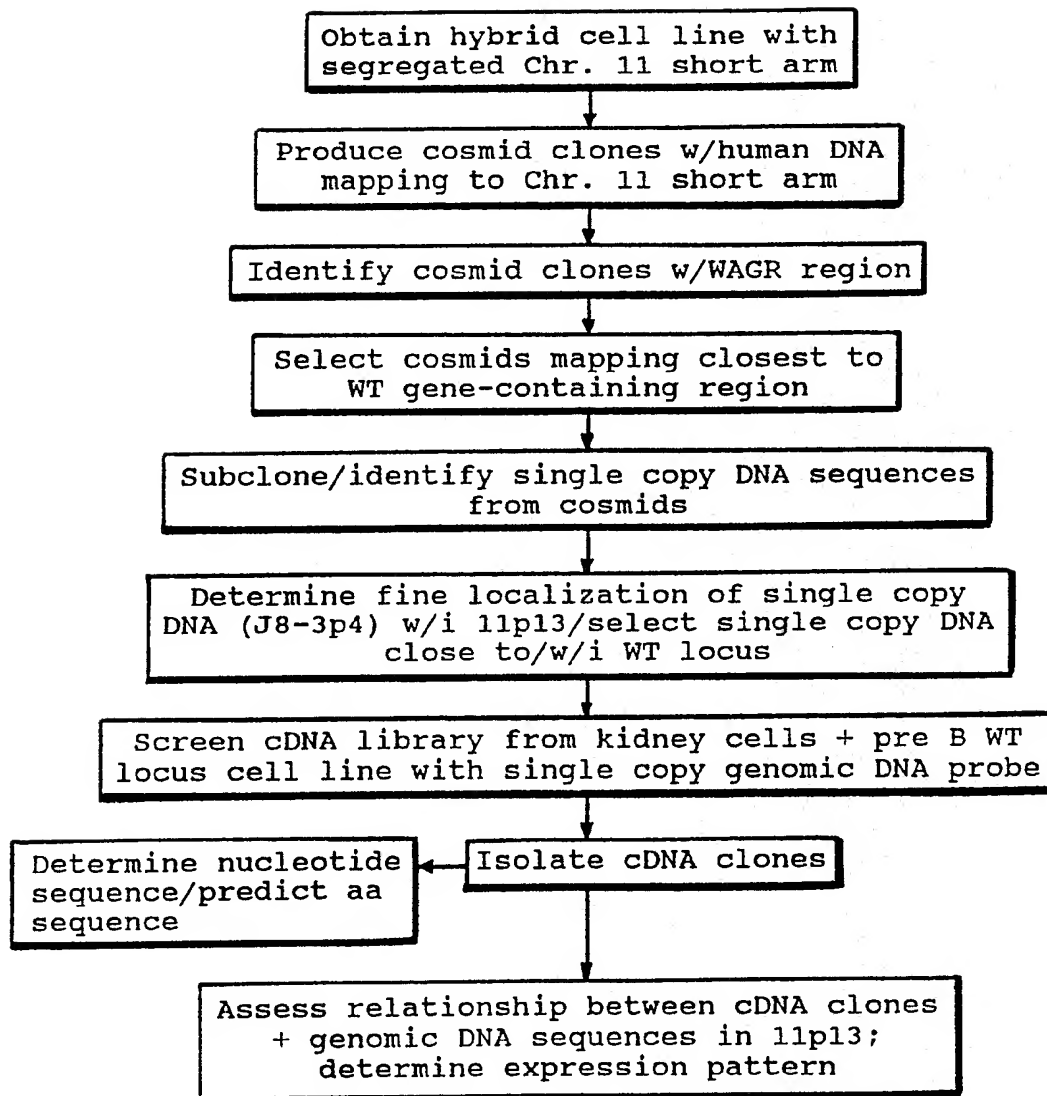 Obtain hybrid cell line with
segregated Chr. 11 short arm
Produce cosmid clones w/human DNA
mapping to Chr. 11 short arm
Identify cosmid clones w/WAGR region
Select cosmids mapping closest to
WT gene-containing region
Subclone/identify single copy DNA sequences
from cosmids
Determine fine localization of single copy
DNA (J8-3p4) w/i 11p13/select single copy DNA
close to/w/i WT locus
Screen cDNA library from kidney cells + pre B WT
locus cell line with single copy genomic DNA probe
Isolate cDNA clones
Determine nucleotide
sequence/predict aa
sequence
Assess relationship between cDNA clones
+ genomic DNA sequences in 11p13;
determine expression pattern